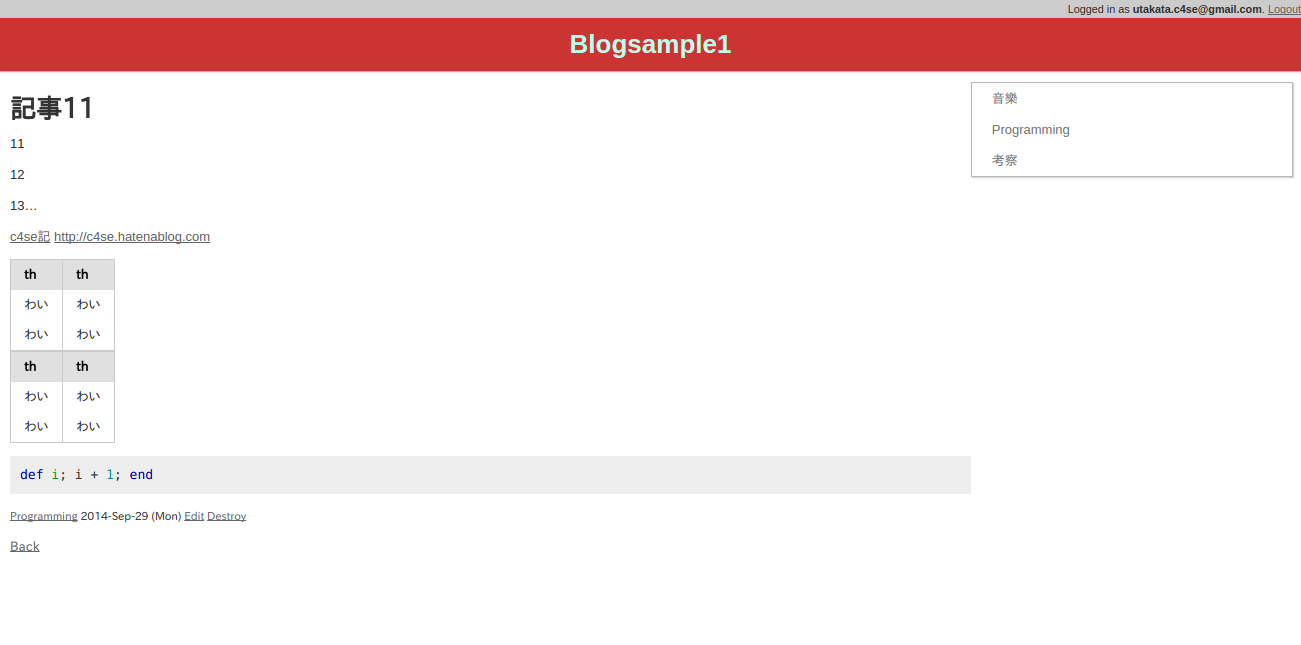 Logged in as utakata.c4se@gmail.com. Logout
Blogsample1
記事11
11
12
13…
c4se記 http://c4se.hatenablog.com
th th
わい わい
わい わい
th th
わい わい
わい わい
def i; i + 1; end
Programming 2014-Sep-29 (Mon) Edit Destroy
Back
音樂
Programming
考察